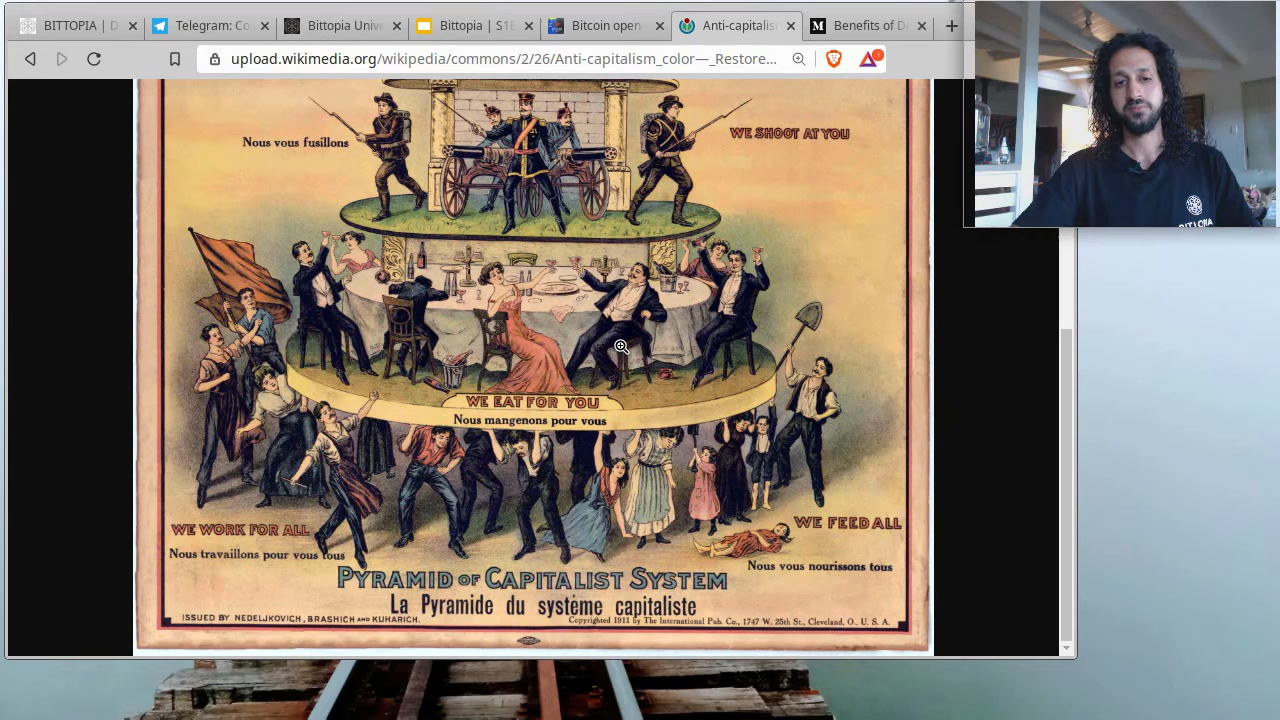 BITTOPIA | D
Telegram: Co
Bittopia Unive
Bittopia | S1E
Bitcoin open
Anti-capitalis
Benefits of De
upload.wikimedia.org/wikipedia/commons/2/26/Anti-capitalism_color—_Restore...
Nous vous fusillons
WE SHOOT AT YOU
WE EAT FOR YOU
Nous mangenons pour vous
WE WORK FOR ALL
Nous travaillons pour vous tous
WE FEED ALL
Nous vous nourissons tous
PYRAMID OF CAPITALIST SYSTEM
La Pyramide du systéme capitaliste
ISSUED BY NEDELJKOVICH, BRASHICH AND KUHARICH.
Copyrighted 1911 by The International Pub. Co., 1747 W. 25th St., Cleveland, O., U. S. A.